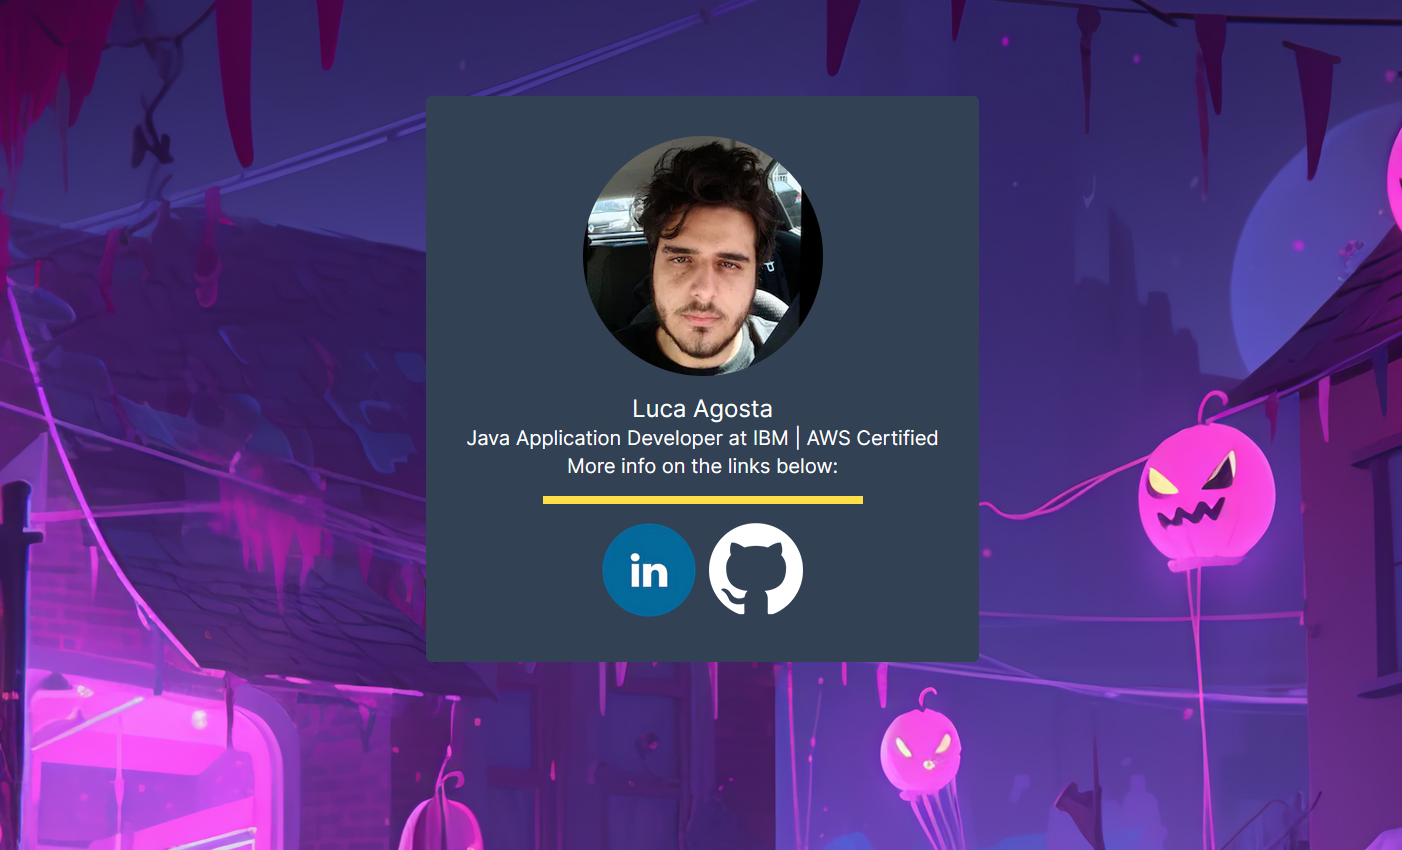 Luca Agosta
Java Application Developer at IBM | AWS Certified
More info on the links below:
in